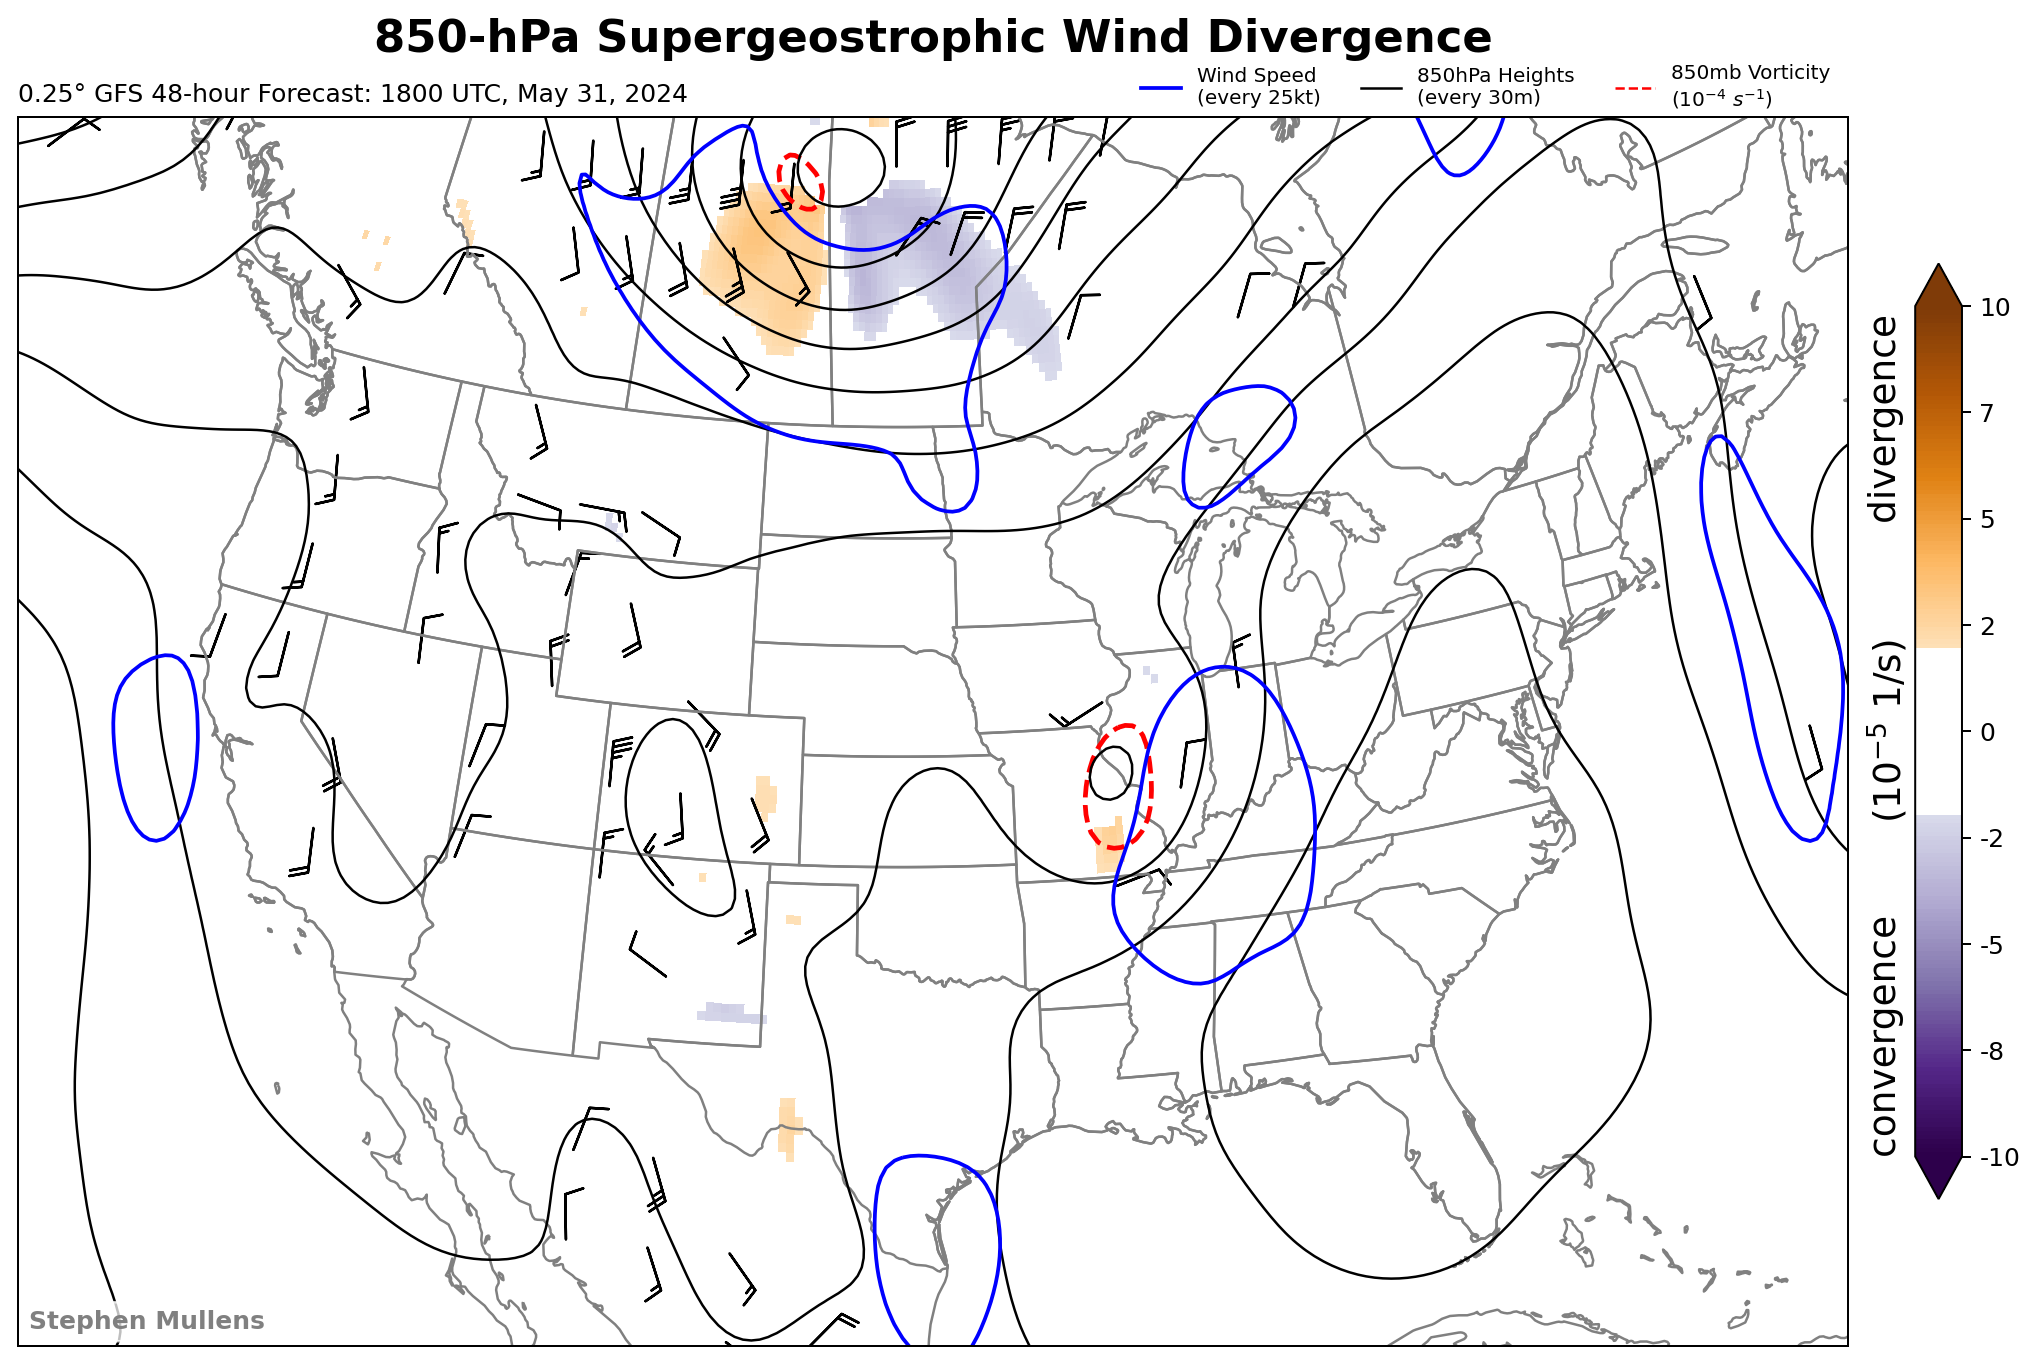 850-hPa Supergeostrophic Wind Divergence
0.25° GFS 48-hour Forecast: 1800 UTC, May 31, 2024
Wind Speed
(every 25kt)
850hPa Heights
(every 30m)
850mb Vorticity
(10⁻⁴ s⁻¹)
10
7
5
2
0
-2
-5
-8
-10
convergence (10⁻⁵ 1/s) divergence
Stephen Mullens